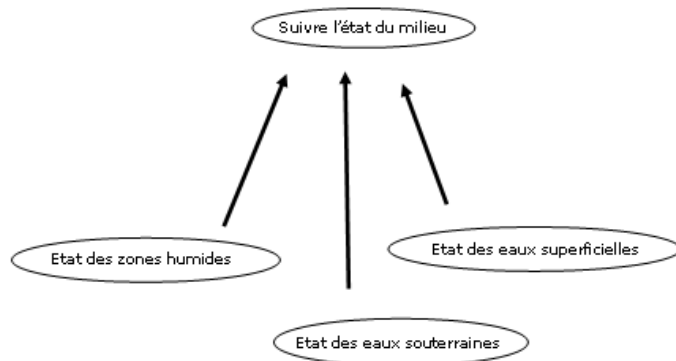 Suivre l'état du milieu
Etat des zones humides
Etat des eaux superficielles
Etat des eaux souterraines